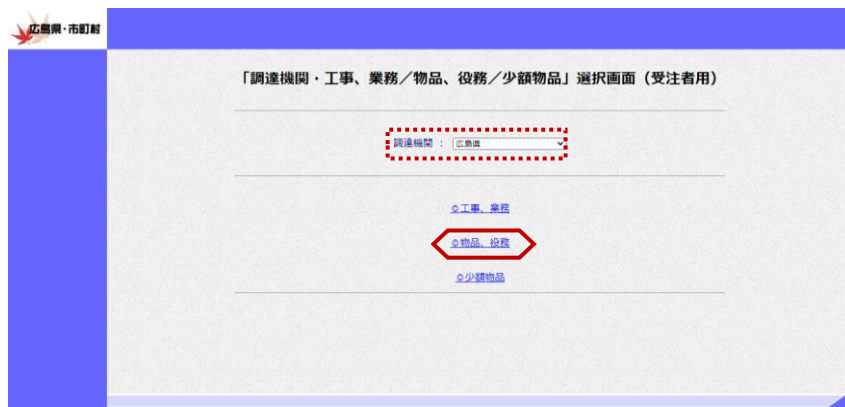 広島県・市町村
「調達機関・工事、業務／物品、役務／少額物品」選択画面（受注者用）
調達機関 ： 広島県
◎工事、業務
◎物品、役務
◎少額物品